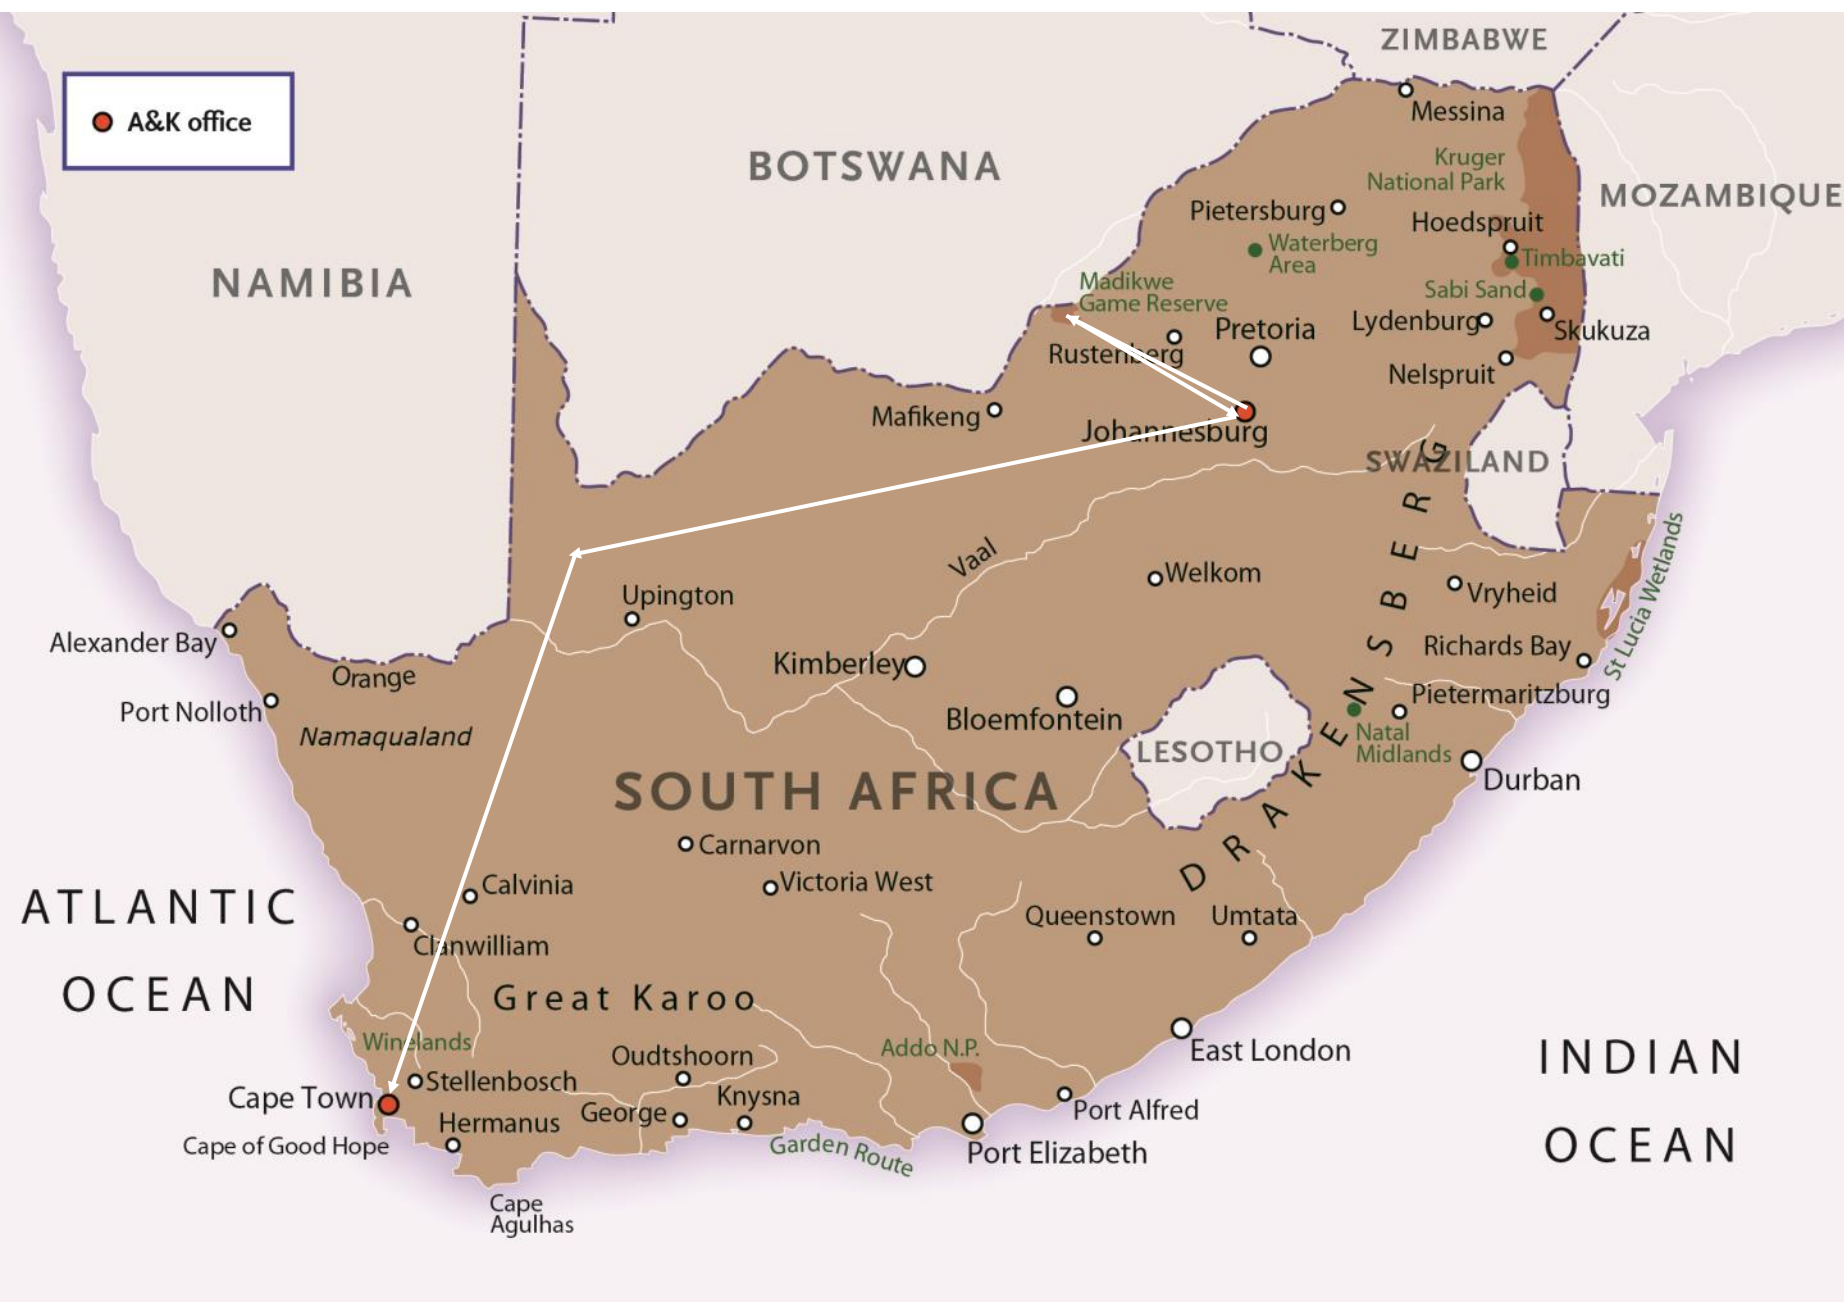 ZIMBABWE
A&K office
Messina
BOTSWANA
Kruger
National Park
MOZAMBIQUE
Pietersburg
Hoedspruit
Waterberg
Area
Timbavati
NAMIBIA
Madikwe
Game Reserve
Sabi Sand
Lydenburg
Skukuza
Pretoria
Rustenberg
Nelspruit
Mafikeng
Johannesburg
SWAZILAND
DRAKENSBERG
Vaal
Welkom
Vryheid
St Lucia Wetlands
Upington
Alexander Bay
Richards Bay
Kimberley
Orange
Pietermaritzburg
Port Nolloth
Namaqualand
Bloemfontein
LESOTHO
Natal
Midlands
Durban
SOUTH AFRICA
Carnarvon
Calvinia
Victoria West
ATLANTIC
OCEAN
Queenstown
Umtata
Clanwilliam
Great Karoo
Winelands
Oudtshoorn
Addo N.P.
East London
INDIAN
OCEAN
Stellenbosch
Cape Town
Knysna
George
Hermanus
Port Alfred
Cape of Good Hope
Garden Route
Port Elizabeth
Cape
Agulhas